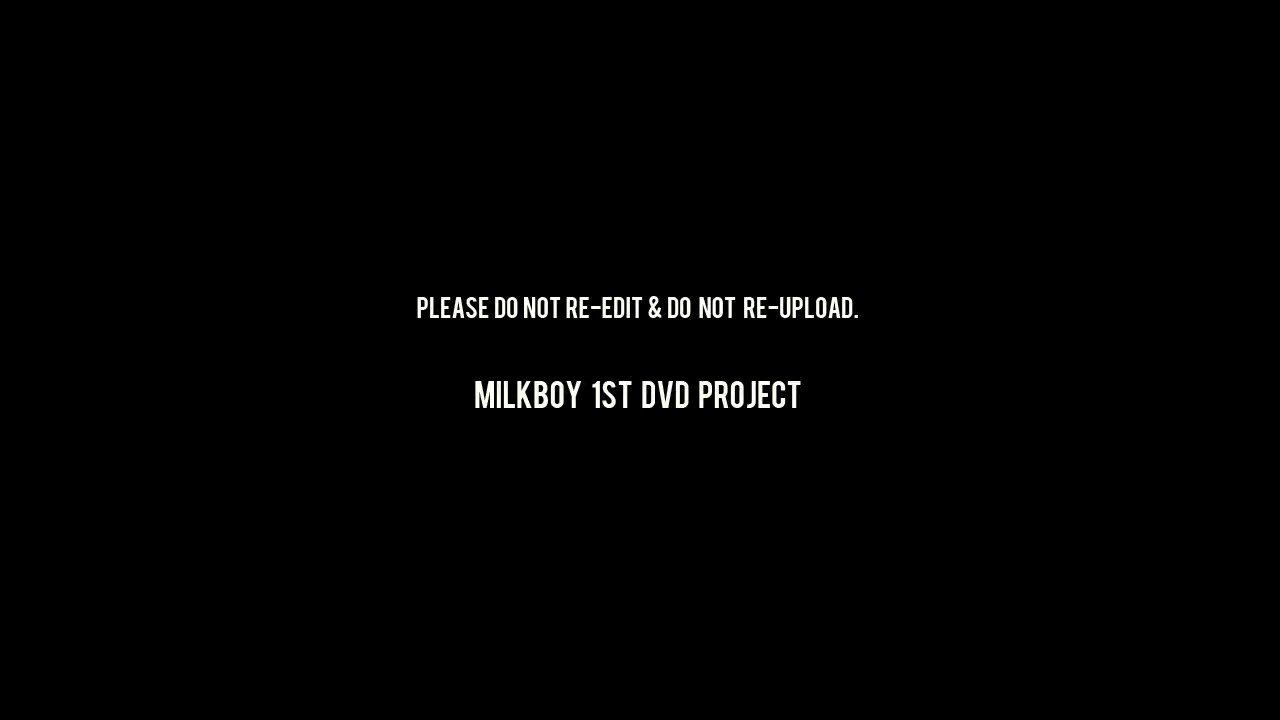 PLEASE DO NOT RE-EDIT & DO NOT RE-UPLOAD.
MILKBOY 1ST DVD PROJECT